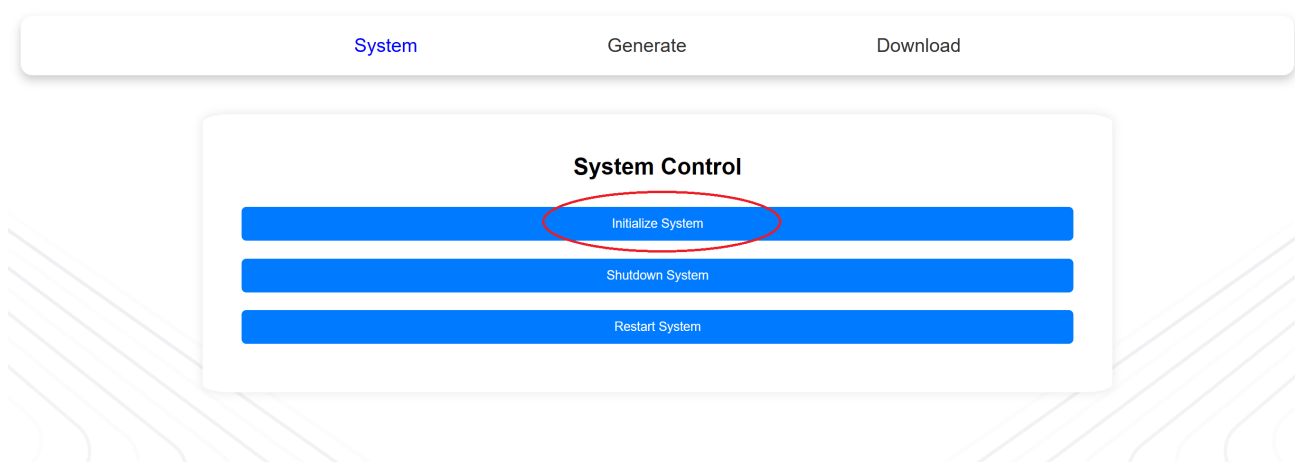 System Generate Download
System Control
Initialize System
Shutdown System
Restart System